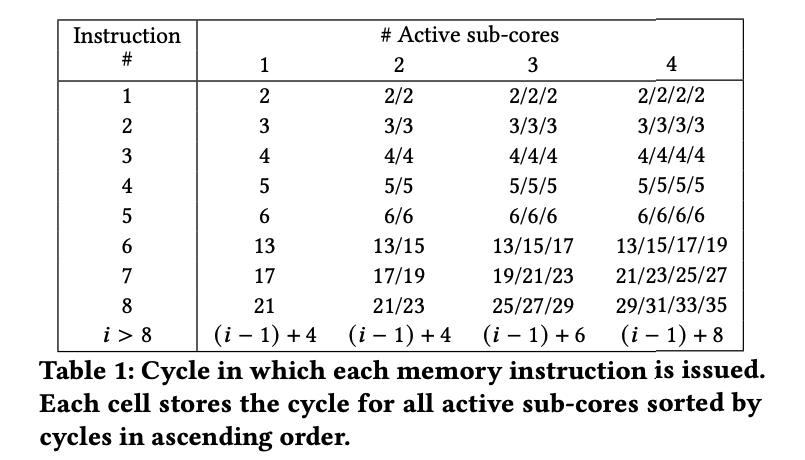 Instruction # Active sub-cores
# 1 2 3 4
1 2 2/2 2/2/2 2/2/2/2
2 3 3/3 3/3/3 3/3/3/3
3 4 4/4 4/4/4 4/4/4/4
4 5 5/5 5/5/5 5/5/5/5
5 6 6/6 6/6/6 6/6/6/6
6 13 13/15 13/15/17 13/15/17/19
7 17 17/19 19/21/23 21/23/25/27
8 21 21/23 25/27/29 29/31/33/35
i > 8 (i − 1) + 4 (i − 1) + 4 (i − 1) + 6 (i − 1) + 8
Table 1: Cycle in which each memory instruction is issued.
Each cell stores the cycle for all active sub-cores sorted by
cycles in ascending order.